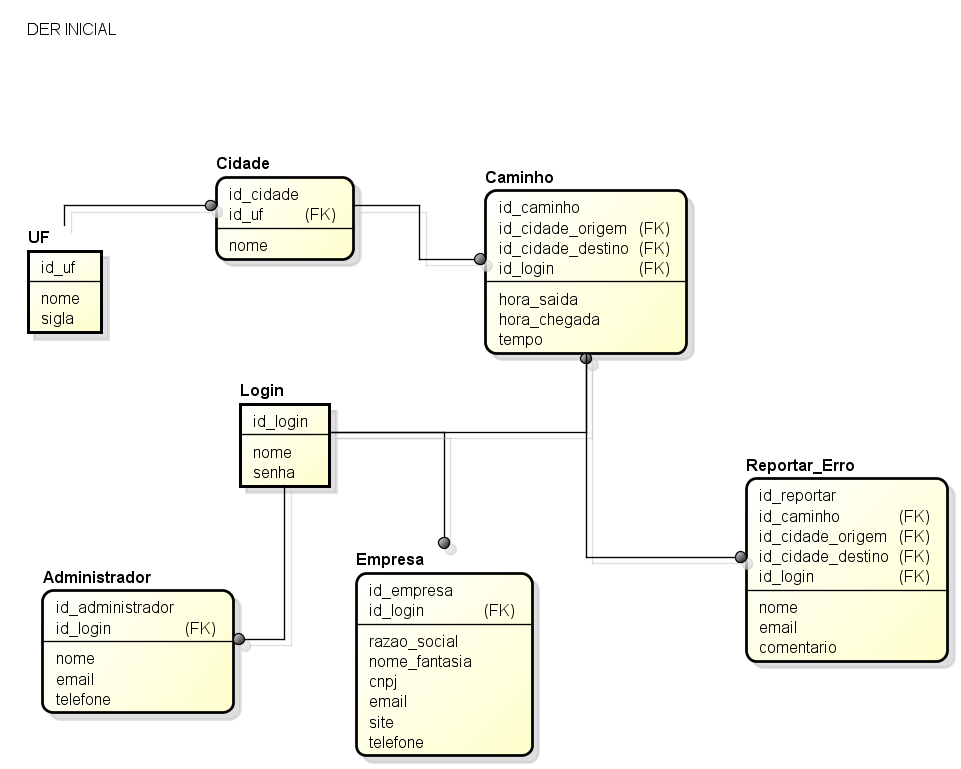 DER INICIAL
Cidade
id_cidade
id_uf (FK)
nome
Caminho
id_caminho
id_cidade_origem (FK)
id_cidade_destino (FK)
id_login (FK)
hora_saida
hora_chegada
tempo
UF
id_uf
nome
sigla
Login
id_login
nome
senha
Reportar_Erro
id_reportar
id_caminho (FK)
id_cidade_origem (FK)
id_cidade_destino (FK)
id_login (FK)
nome
email
comentario
Empresa
id_empresa
id_login (FK)
razao_social
nome_fantasia
cnpj
email
site
telefone
Administrador
id_administrador
id_login (FK)
nome
email
telefone